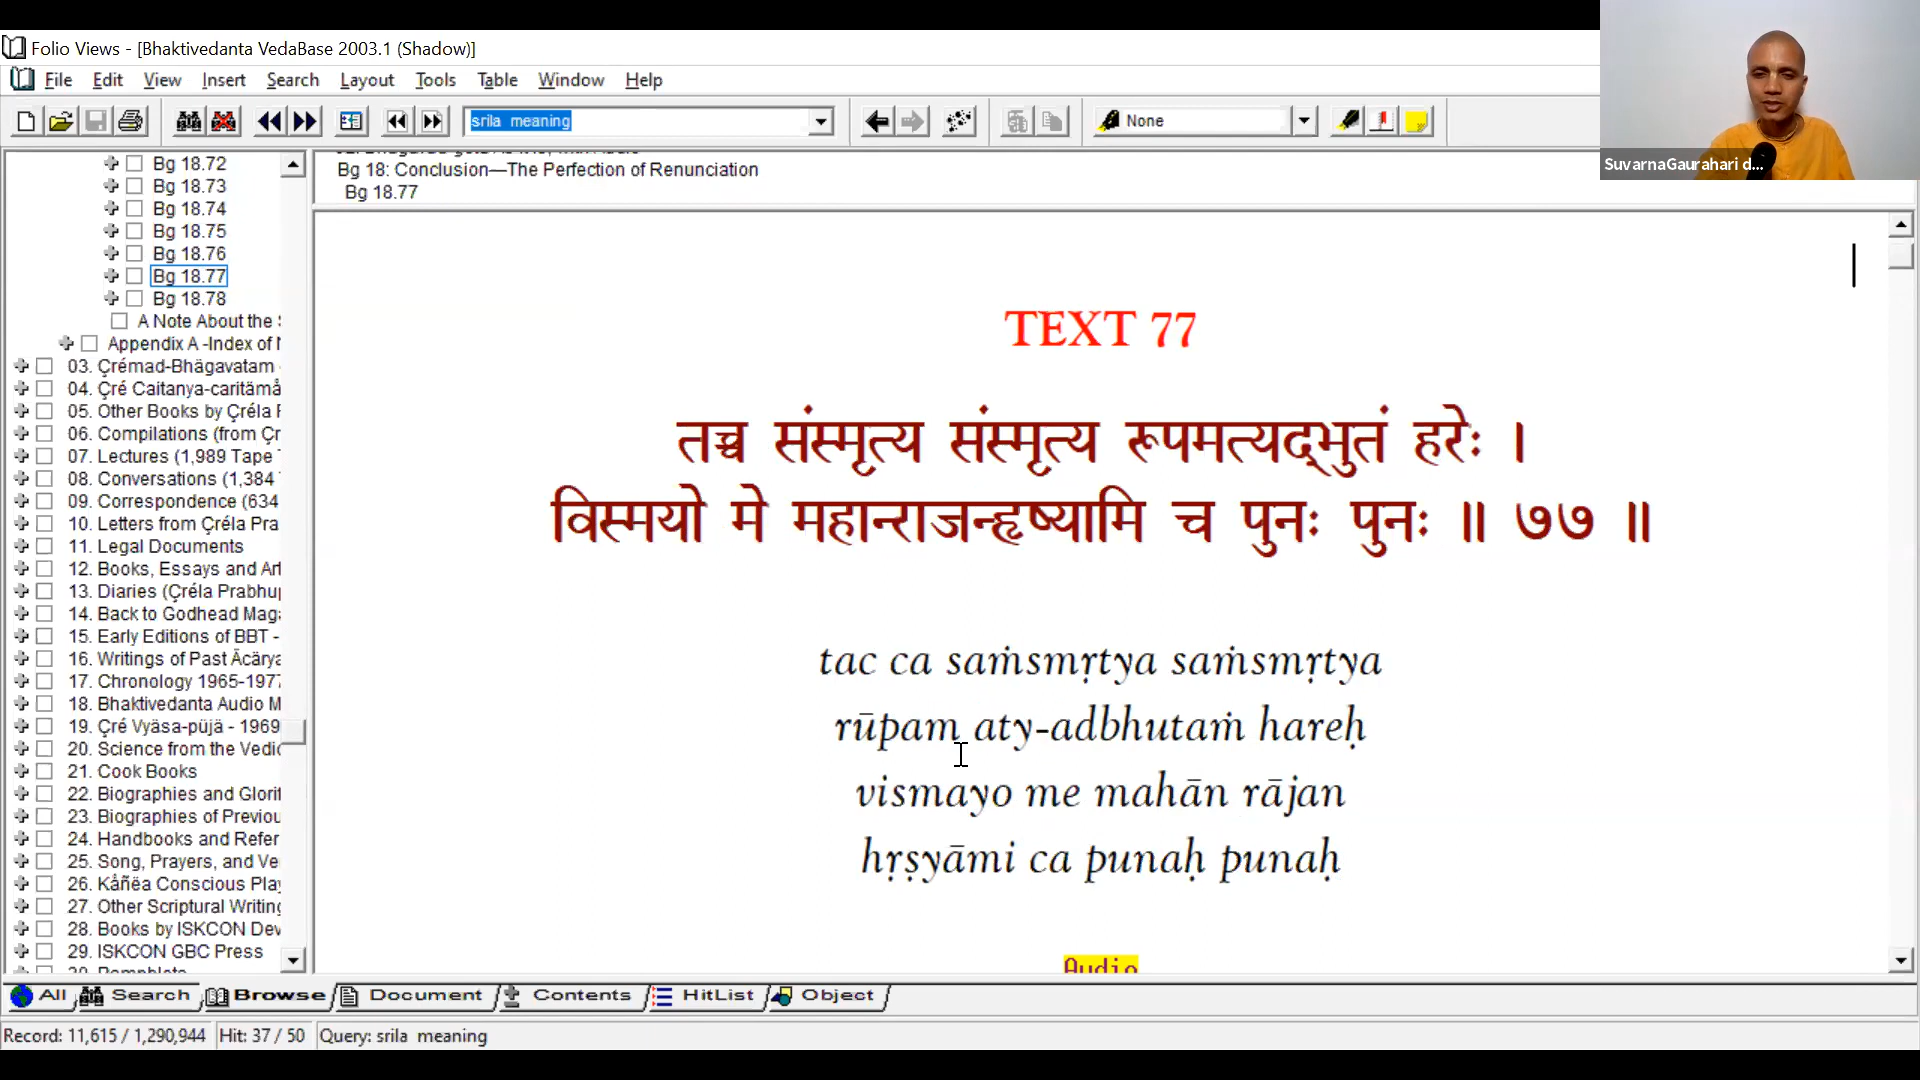 Folio Views - [Bhaktivedanta VedaBase 2003.1 (Shadow)]
File Edit View Insert Search Layout Tools Table Window Help
srila meaning
None
SuvarnaGaurahari d...
Bg 18: Conclusion—The Perfection of Renunciation
Bg 18.77
Bg 18.72
Bg 18.73
Bg 18.74
Bg 18.75
Bg 18.76
Bg 18.77
Bg 18.78
A Note About the
Appendix A -Index of
03. Çrémad-Bhägavatam
04. Çré Caitanya-caritämå
05. Other Books by Çréla
06. Compilations (from Çr
07. Lectures (1,989 Tape
08. Conversations (1,384
09. Correspondence (634
10. Letters from Çréla Pra
11. Legal Documents
12. Books, Essays and Art
13. Diaries (Çréla Prabhup
14. Back to Godhead Maga
15. Early Editions of BBT -
16. Writings of Past Äcärya
17. Chronology 1965-1977
18. Bhaktivedanta Audio M
19. Çré Vyäsa-püjä - 1969
20. Science from the Vedic
21. Cook Books
22. Biographies and Glorif
23. Biographies of Previou
24. Handbooks and Refer
25. Song, Prayers, and Ve
26. Kåñëa Conscious Play
27. Other Scriptural Writing
28. Books by ISKCON Dev
29. ISKCON GBC Press
TEXT 77
तच्च संस्मृत्य संस्मृत्य रूपमत्यद्भुतं हरेः ।
विस्मयो मे महान्राजन्हृष्यामि च पुनः पुनः ॥ ७७ ॥
tac ca saṁsmṛtya saṁsmṛtya
rūpam aty-adbhutaṁ hareḥ
vismayo me mahān rājan
hṛṣyāmi ca punaḥ punaḥ
Audio
All Search Browse Document Contents HitList Object
Record: 11,615 / 1,290,944 Hit: 37 / 50 Query: srila meaning